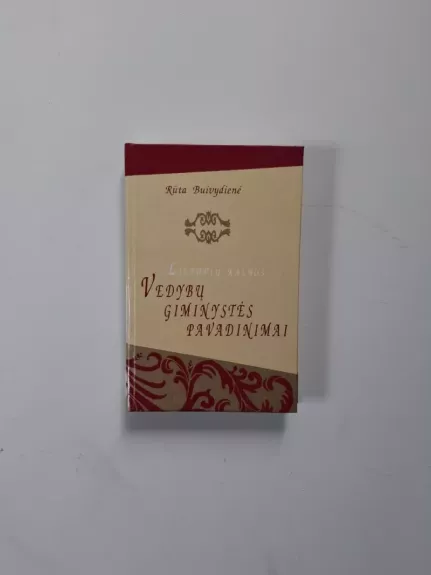 Rūta Buivydienė
Lietuvių kalbos
VEDYBŲ
GIMINYSTĖS
PAVADINIMAI